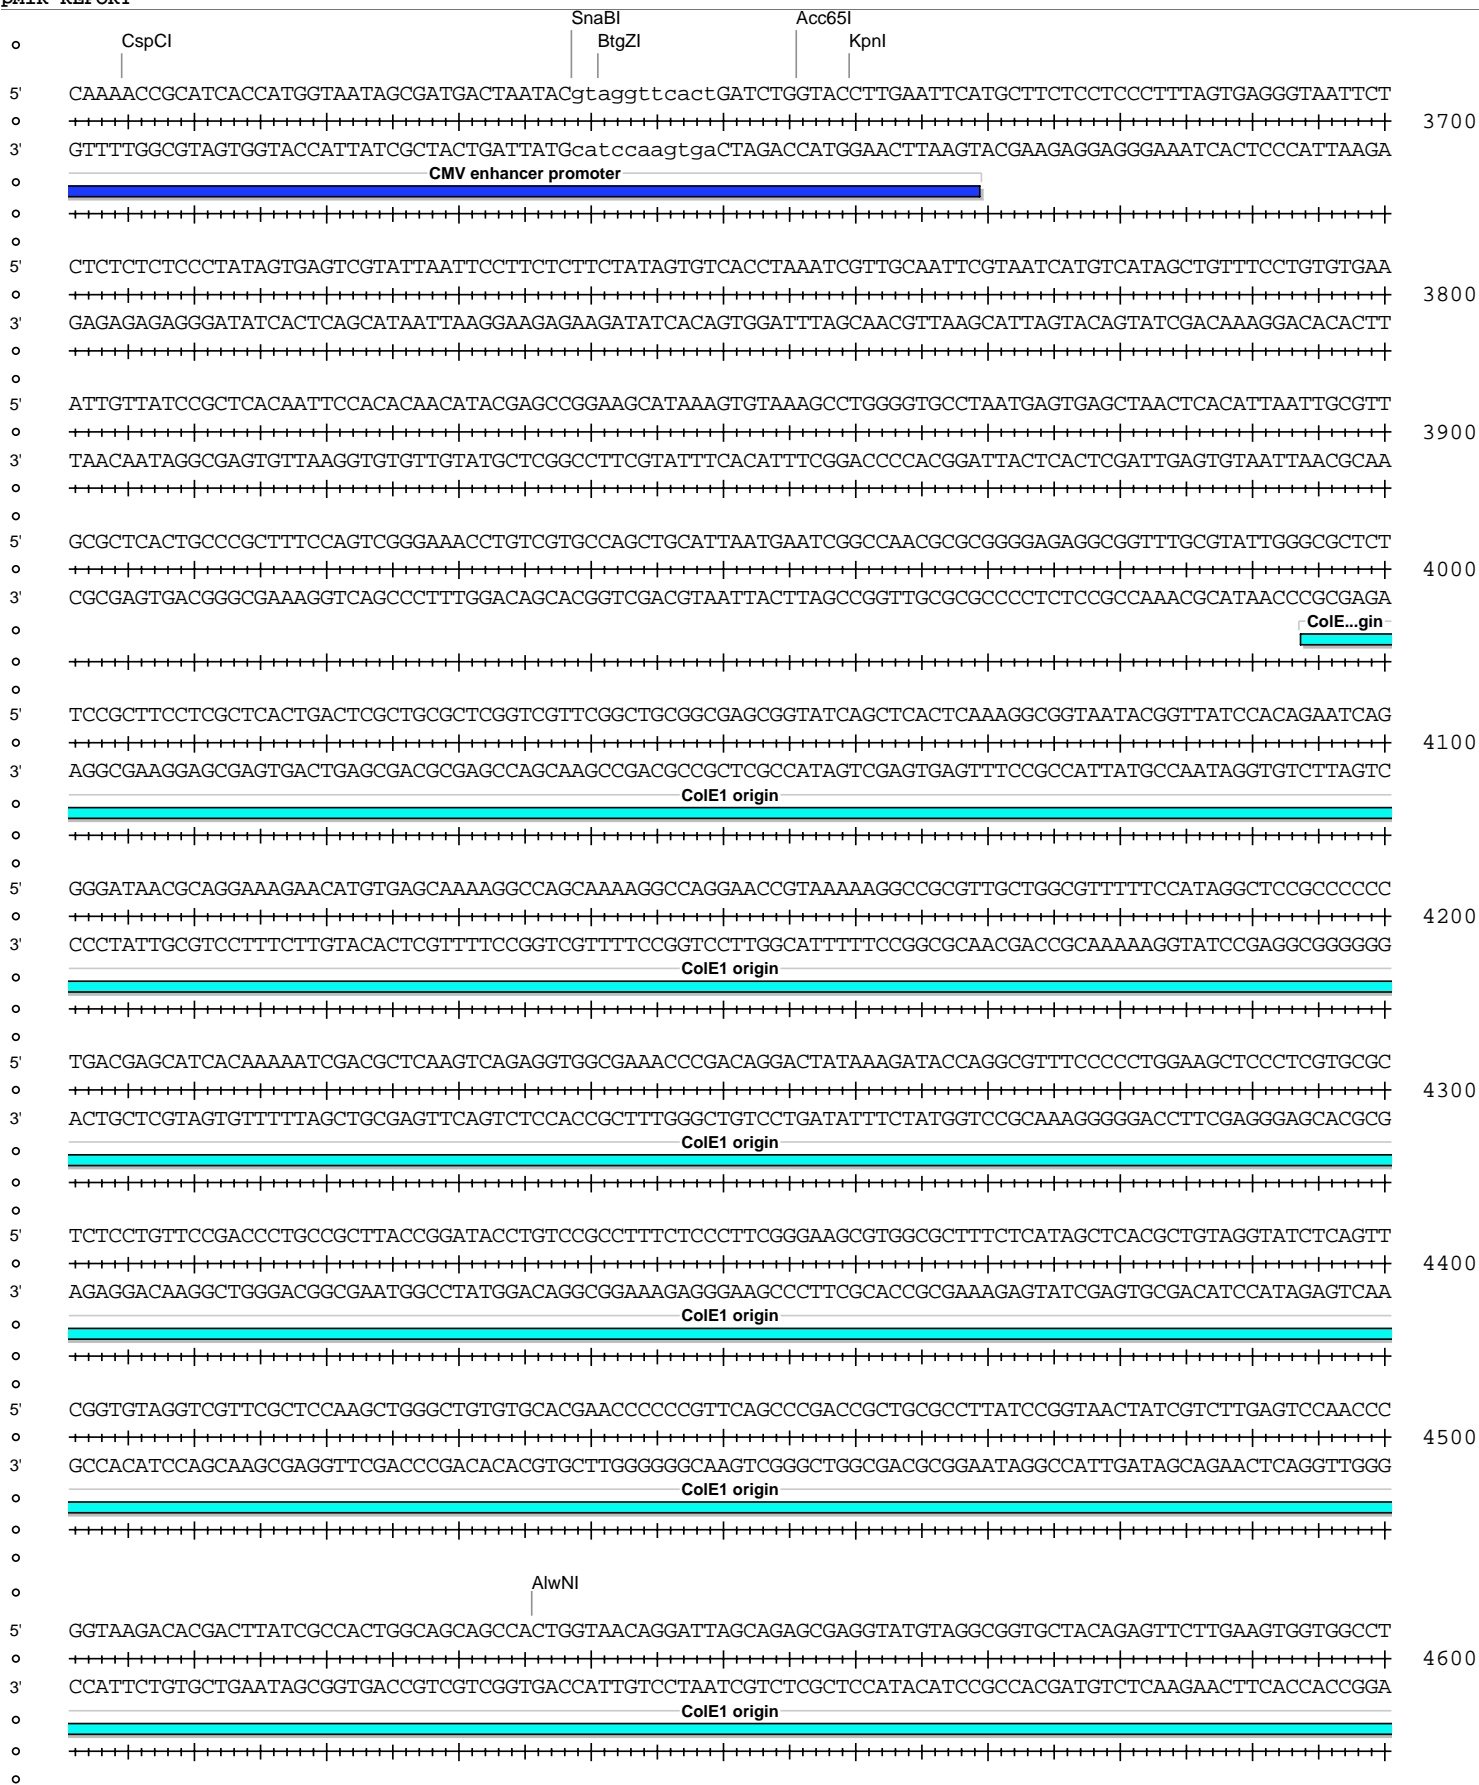 pMIR-REPORT
SnaBI Acc65I
CspCI BtgZI KpnI
5' CAAAACCGCATCACCATGGTAATAGCGATGACTAATACgtaggttcactGATCTGGTACCTTGAATTCATGCTTCTCCTCCCTTTAGTGAGGGTAATTCT
3700
3' GTTTTGGCGTAGTGGTACCATTATCGCTACTGATTATGcatccaagtgaCTAGACCATGGAACTTAAGTACGAAGAGGAGGGAAATCACTCCCATTAAGA
CMV enhancer promoter
5' CTCTCTCTCCCTATAGTGAGTCGTATTAATTCCTTCTCTTCTATAGTGTCACCTAAATCGTTGCAATTCGTAATCATGTCATAGCTGTTTCCTGTGTGAA
3800
3' GAGAGAGAGGGATATCACTCAGCATAATTAAGGAAGAGAAGATATCACAGTGGATTTAGCAACGTTAAGCATTAGTACAGTATCGACAAAGGACACACTT
5' ATTGTTATCCGCTCACAATTCCACACAACATACGAGCCGGAAGCATAAAGTGTAAAGCCTGGGGTGCCTAATGAGTGAGCTAACTCACATTAATTGCGTT
3900
3' TAACAATAGGCGAGTGTTAAGGTGTGTTGTATGCTCGGCCTTCGTATTTCACATTTCGGACCCCACGGATTACTCACTCGATTGAGTGTAATTAACGCAA
5' GCGCTCACTGCCCGCTTTCCAGTCGGGAAACCTGTCGTGCCAGCTGCATTAATGAATCGGCCAACGCGCGGGGAGAGGCGGTTTGCGTATTGGGCGCTCT
4000
3' CGCGAGTGACGGGCGAAAGGTCAGCCCTTTGGACAGCACGGTCGACGTAATTACTTAGCCGGTTGCGCGCCCCTCTCCGCCAAACGCATAACCCGCGAGA
ColE...gin
5' TCCGCTTCCTCGCTCACTGACTCGCTGCGCTCGGTCGTTCGGCTGCGGCGAGCGGTATCAGCTCACTCAAAGGCGGTAATACGGTTATCCACAGAATCAG
4100
3' AGGCGAAGGAGCGAGTGACTGAGCGACGCGAGCCAGCAAGCCGACGCCGCTCGCCATAGTCGAGTGAGTTTCCGCCATTATGCCAATAGGTGTCTTAGTC
ColE1 origin
5' GGGATAACGCAGGAAAGAACATGTGAGCAAAAGGCCAGCAAAAGGCCAGGAACCGTAAAAAGGCCGCGTTGCTGGCGTTTTTCCATAGGCTCCGCCCCCC
4200
3' CCCTATTGCGTCCTTTCTTGTACACTCGTTTTCCGGTCGTTTTCCGGTCCTTGGCATTTTTCCGGCGCAACGACCGCAAAAAGGTATCCGAGGCGGGGGG
ColE1 origin
5' TGACGAGCATCACAAAAATCGACGCTCAAGTCAGAGGTGGCGAAACCCGACAGGACTATAAAGATACCAGGCGTTTCCCCCTGGAAGCTCCCTCGTGCGC
4300
3' ACTGCTCGTAGTGTTTTTAGCTGCGAGTTCAGTCTCCACCGCTTTGGGCTGTCCTGATATTTCTATGGTCCGCAAAGGGGGACCTTCGAGGGAGCACGCG
ColE1 origin
5' TCTCCTGTTCCGACCCTGCCGCTTACCGGATACCTGTCCGCCTTTCTCCCTTCGGGAAGCGTGGCGCTTTCTCATAGCTCACGCTGTAGGTATCTCAGTT
4400
3' AGAGGACAAGGCTGGGACGGCGAATGGCCTATGGACAGGCGGAAAGAGGGAAGCCCTTCGCACCGCGAAAGAGTATCGAGTGCGACATCCATAGAGTCAA
ColE1 origin
5' CGGTGTAGGTCGTTCGCTCCAAGCTGGGCTGTGTGCACGAACCCCCCGTTCAGCCCGACCGCTGCGCCTTATCCGGTAACTATCGTCTTGAGTCCAACCC
4500
3' GCCACATCCAGCAAGCGAGGTTCGACCCGACACACGTGCTTGGGGGGCAAGTCGGGCTGGCGACGCGGAATAGGCCATTGATAGCAGAACTCAGGTTGGG
ColE1 origin
AlwNI
5' GGTAAGACACGACTTATCGCCACTGGCAGCAGCCACTGGTAACAGGATTAGCAGAGCGAGGTATGTAGGCGGTGCTACAGAGTTCTTGAAGTGGTGGCCT
4600
3' CCATTCTGTGCTGAATAGCGGTGACCGTCGTCGGTGACCATTGTCCTAATCGTCTCGCTCCATACATCCGCCACGATGTCTCAAGAACTTCACCACCGGA
ColE1 origin